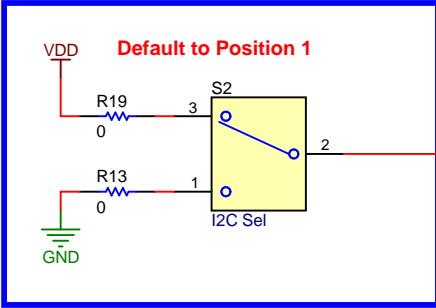 VDD
Default to Position 1
S2
R19
3
0
2
R13
1
0
I2C Sel
GND